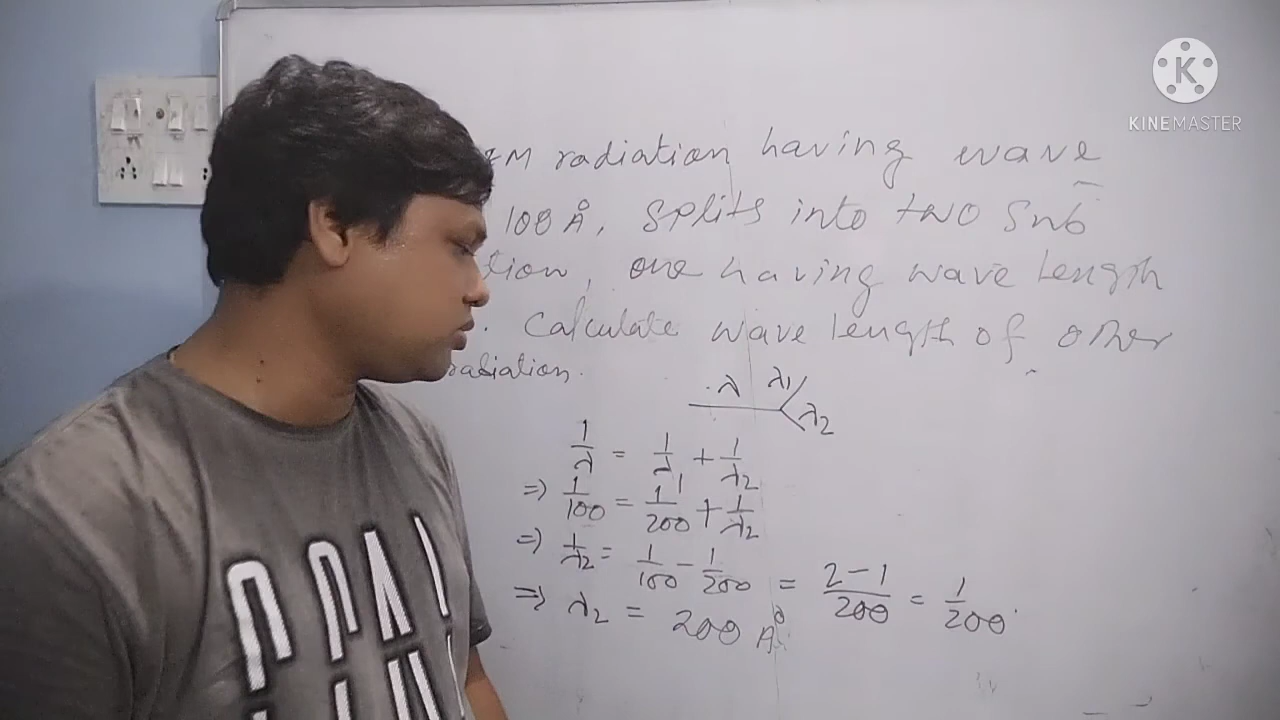 K
KINEMASTER
EM radiation having wave
100 Å, splits into two sub
tion, one having wave length
. Calculate wave length of other
radiation.
λ λ1
λ2
1/λ = 1/λ1 + 1/λ2
=> 1/100 = 1/200 + 1/λ2
=> 1/λ2 = 1/100 - 1/200 = 2-1/200 = 1/200
=> λ2 = 200 Å